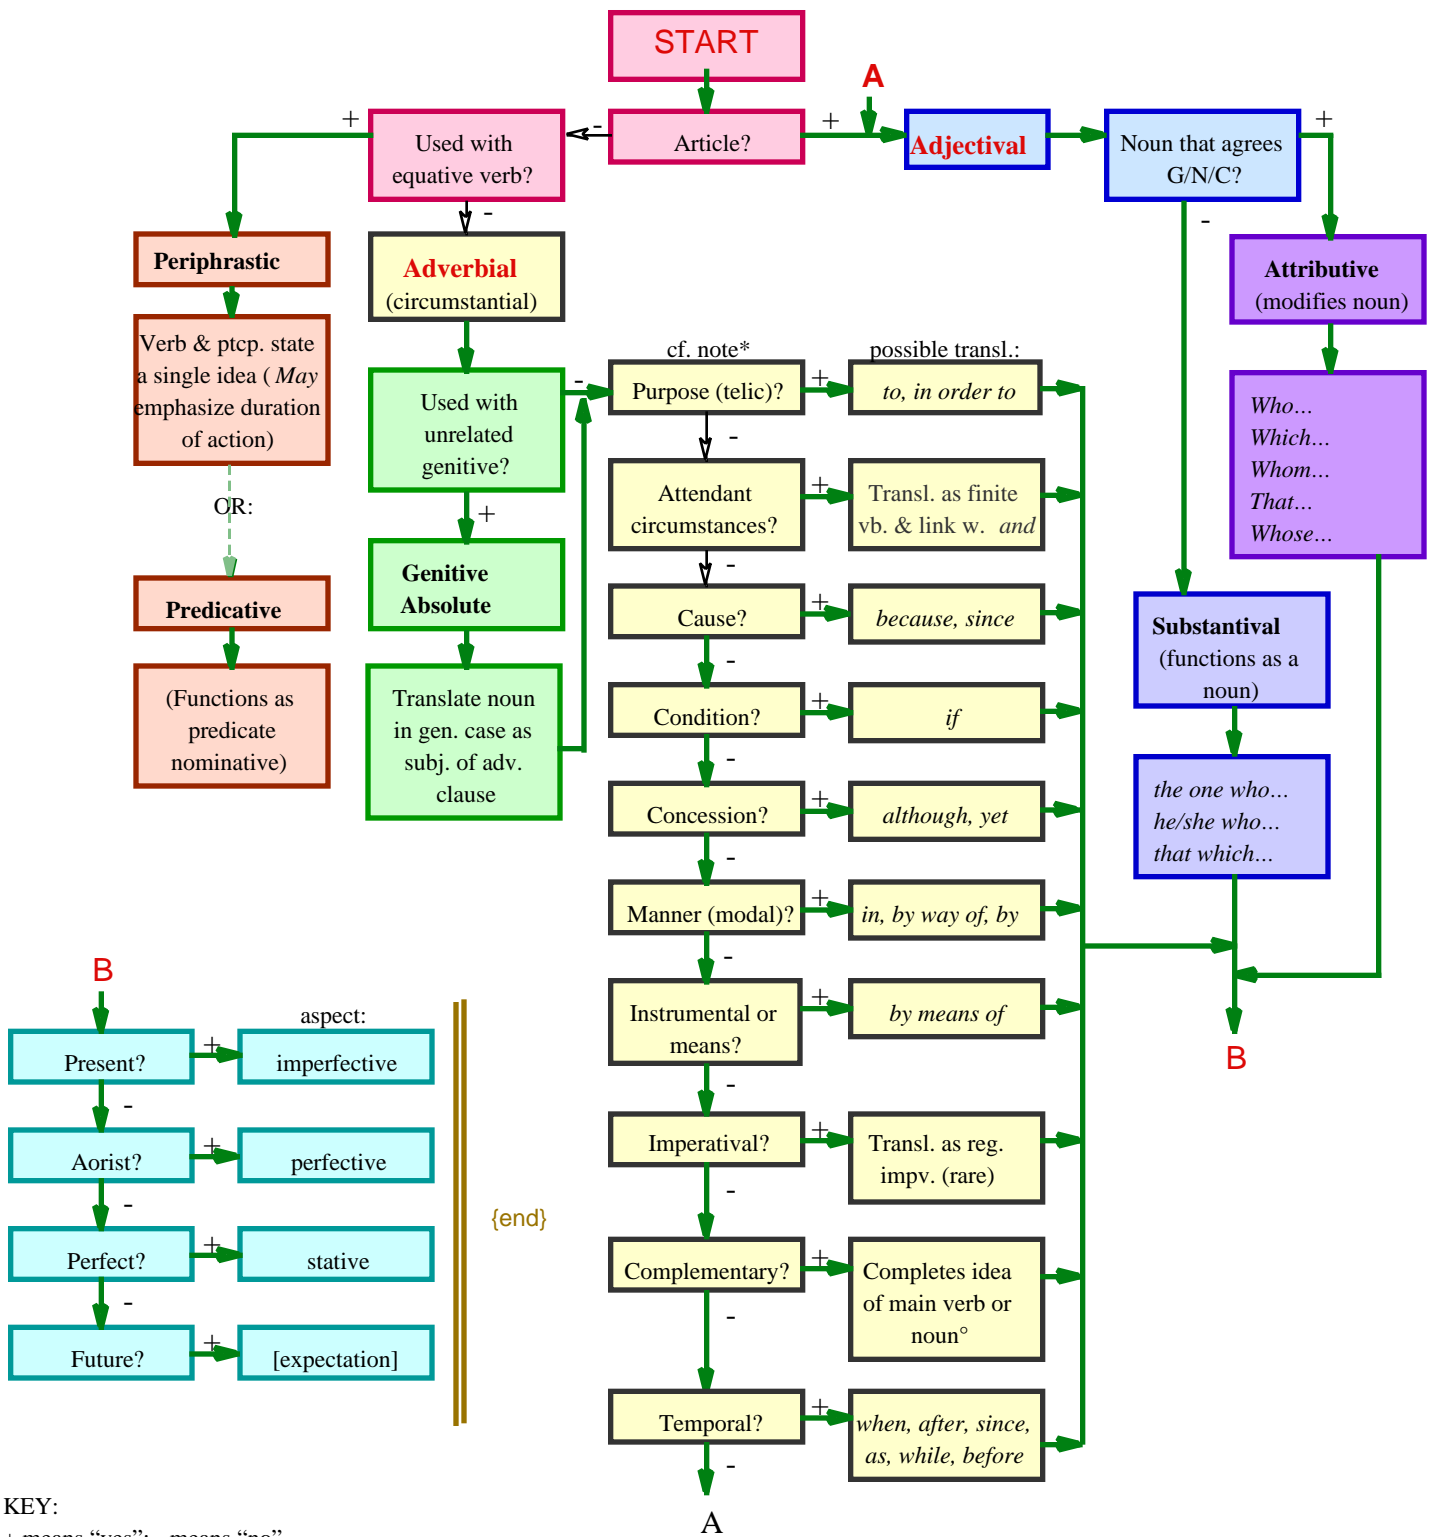 START
A
+
-
+
+
Used with
equative verb?
Article?
Adjectival
Noun that agrees
G/N/C?
-
-
Periphrastic
Adverbial
(circumstantial)
Attributive
(modifies noun)
Verb & ptcp. state
a single idea ( May
emphasize duration
of action)
OR:
Predicative
(Functions as
predicate
nominative)
Used with
unrelated
genitive?
-
+
Genitive
Absolute
Translate noun
in gen. case as
subj. of adv.
clause
cf. note*
possible transl.:
Purpose (telic)?
+
to, in order to
-
Attendant
circumstances?
+
Transl. as finite
vb. & link w. and
-
Cause?
+
because, since
-
Condition?
+
if
-
Concession?
+
although, yet
-
Manner (modal)?
+
in, by way of, by
-
Instrumental or
means?
+
by means of
-
Imperatival?
+
Transl. as reg.
impv. (rare)
-
Complementary?
+
Completes idea
of main verb or
noun°
-
Temporal?
+
when, after, since,
as, while, before
-
A
Who…
Which…
Whom…
That…
Whose…
Substantival
(functions as a
noun)
the one who…
he/she who…
that which…
B
B
aspect:
Present?
+
imperfective
-
Aorist?
+
perfective
-
Perfect?
+
stative
-
Future?
+
[expectation]
{end}
KEY:
+ means “yes”; - means “no”